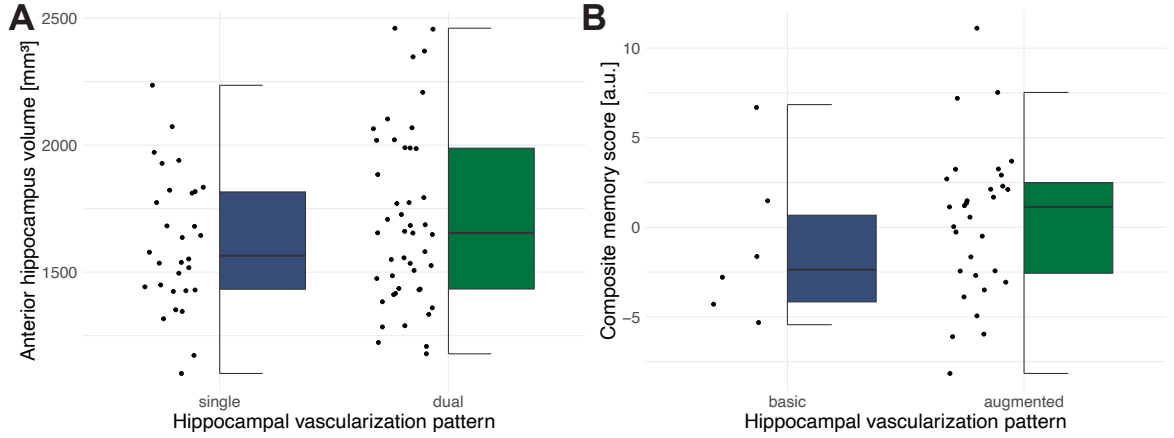 A
Anterior hippocampus volume [mm³]
2500
2000
1500
single
dual
Hippocampal vascularization pattern
B
Composite memory score [a.u.]
10
5
0
−5
basic
augmented
Hippocampal vascularization pattern